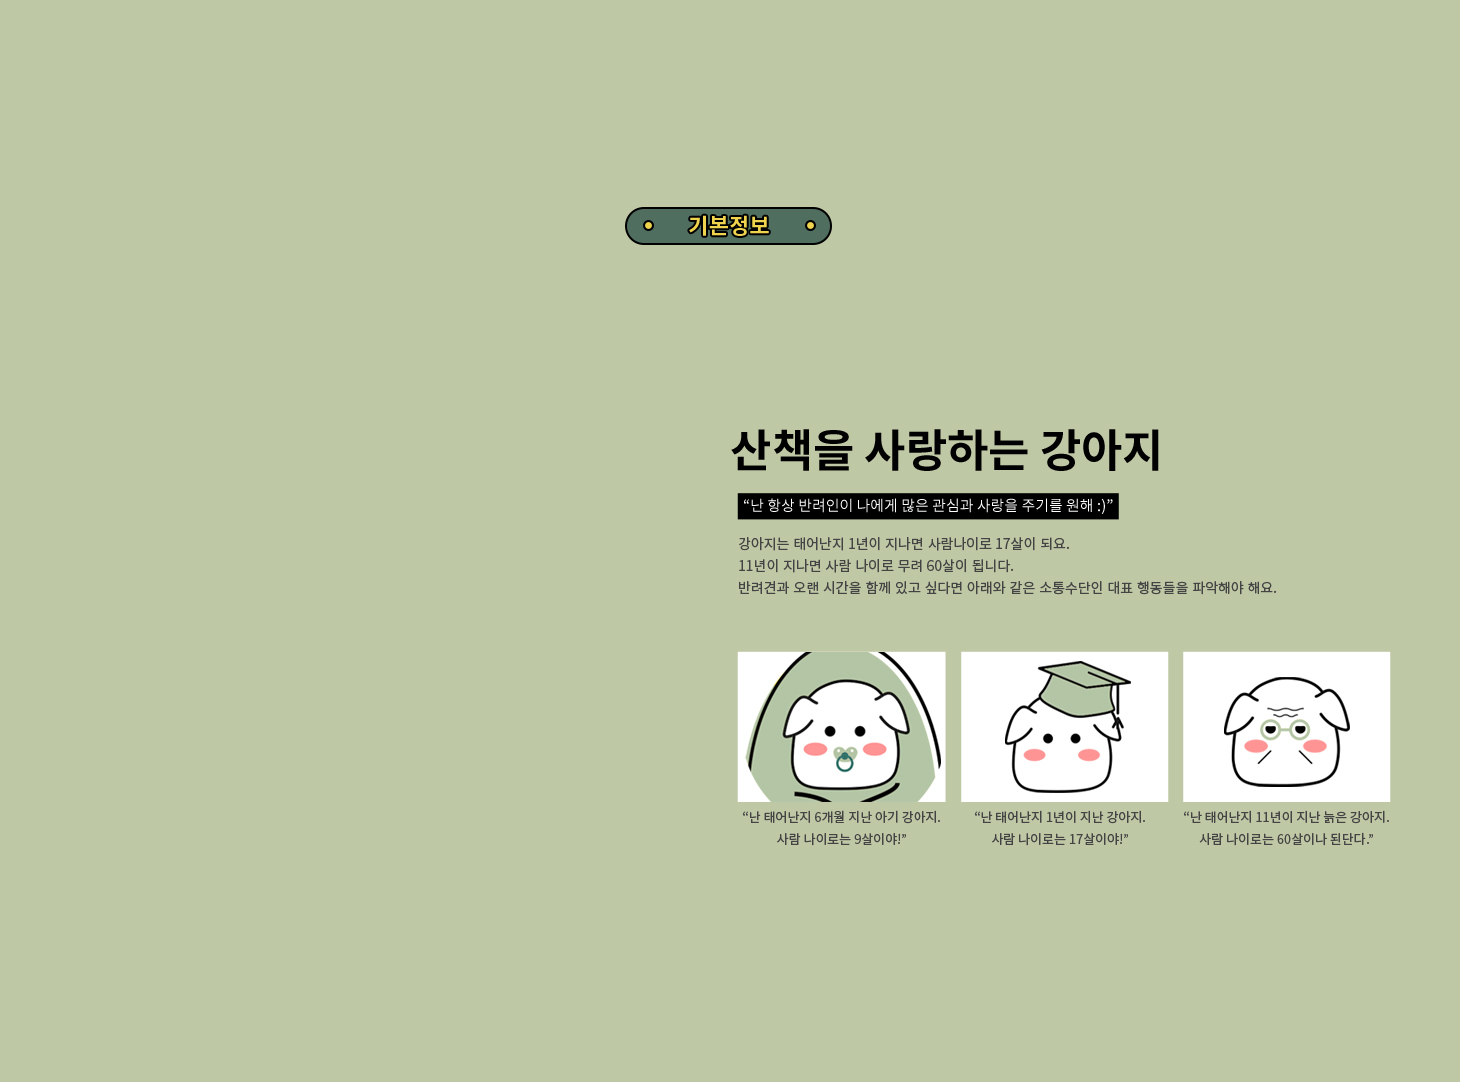 기본정보
산책을 사랑하는 강아지
“난 항상 반려인이 나에게 많은 관심과 사랑을 주기를 원해 :)”
강아지는 태어난지 1년이 지나면 사람나이로 17살이 되요.
11년이 지나면 사람 나이로 무려 60살이 됩니다.
반려견과 오랜 시간을 함께 있고 싶다면 아래와 같은 소통수단인 대표 행동들을 파악해야 해요.
“난 태어난지 6개월 지난 아기 강아지.
사람 나이로는 9살이야!”
“난 태어난지 1년이 지난 강아지.
사람 나이로는 17살이야!”
“난 태어난지 11년이 지난 늙은 강아지.
사람 나이로는 60살이나 된단다.”